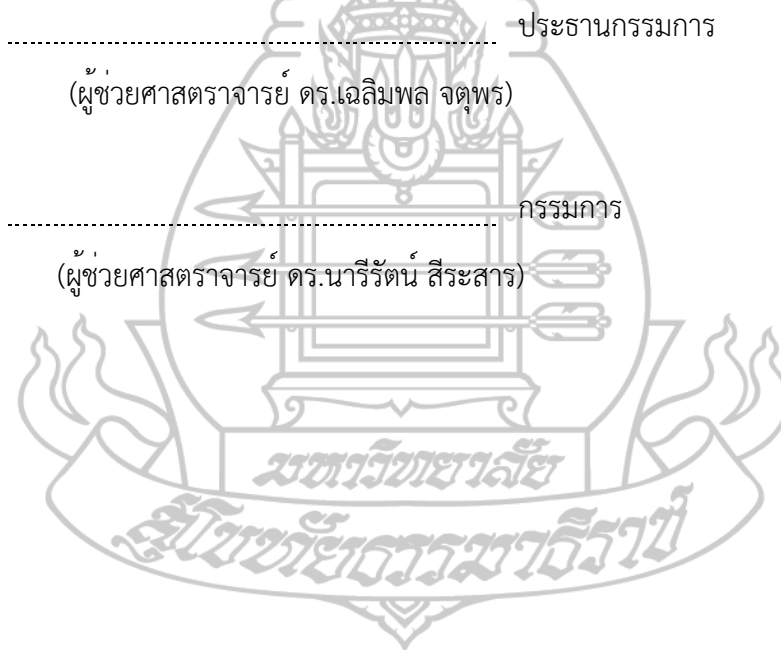 ประธานกรรมการ
(ผู้ช่วยศาสตราจารย์ ดร.เฉลิมพล จตุพร)
กรรมการ
(ผู้ช่วยศาสตราจารย์ ดร.นารีรัตน์ สีระสาร)
มหาวิทยาลัย
สุโขทัยธรรมาธิราช